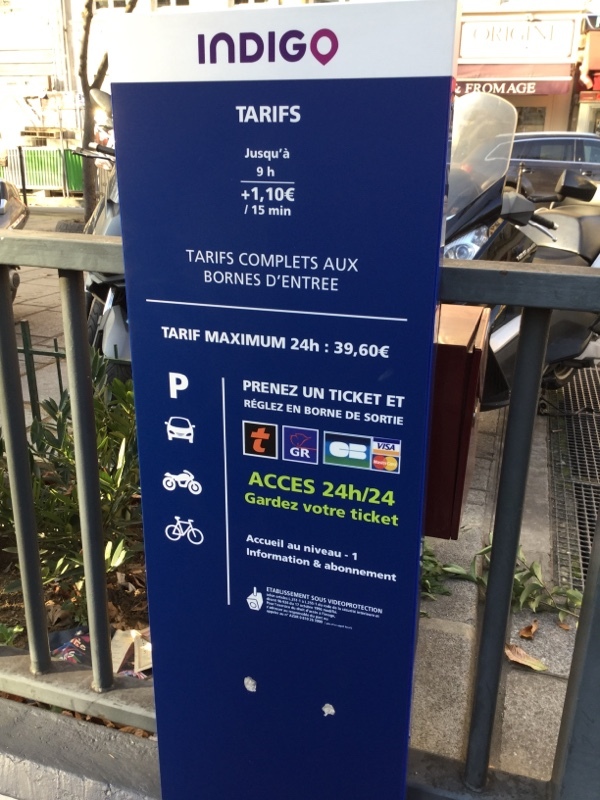 INDIGO
ORIGINE
& FROMAGE
TARIFS
Jusqu'à
9 h
+1,10€
/ 15 min
TARIFS COMPLETS AUX
BORNES D'ENTREE
TARIF MAXIMUM 24h : 39,60€
P
PRENEZ UN TICKET ET
RÉGLEZ EN BORNE DE SORTIE
t GR CB VISA
MasterCard
ACCES 24h/24
Gardez votre ticket
Accueil au niveau - 1
Information & abonnement
ETABLISSEMENT SOUS VIDEOPROTECTION